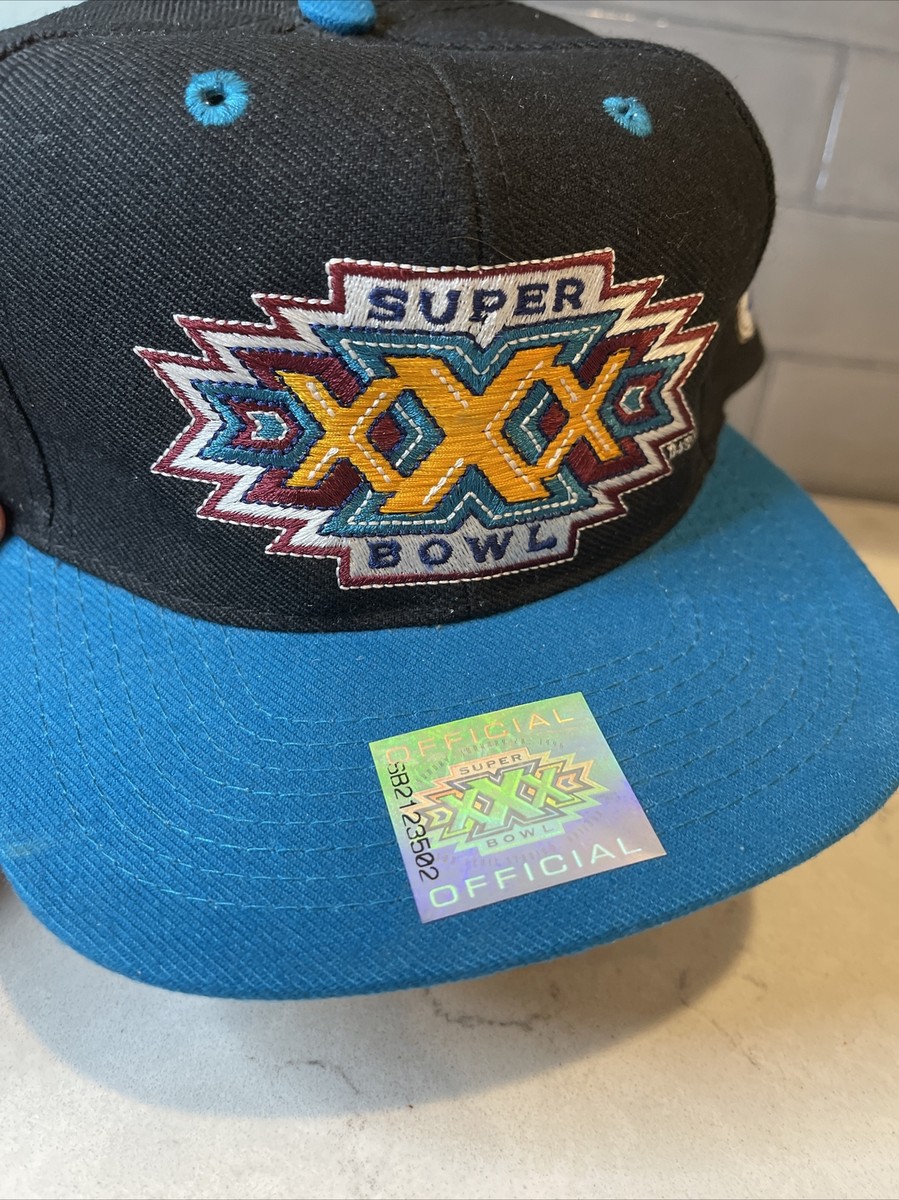 SUPER
XXX
BOWL
OFFICIAL
SUPER
XXX
BOWL
OFFICIAL
SB2123502